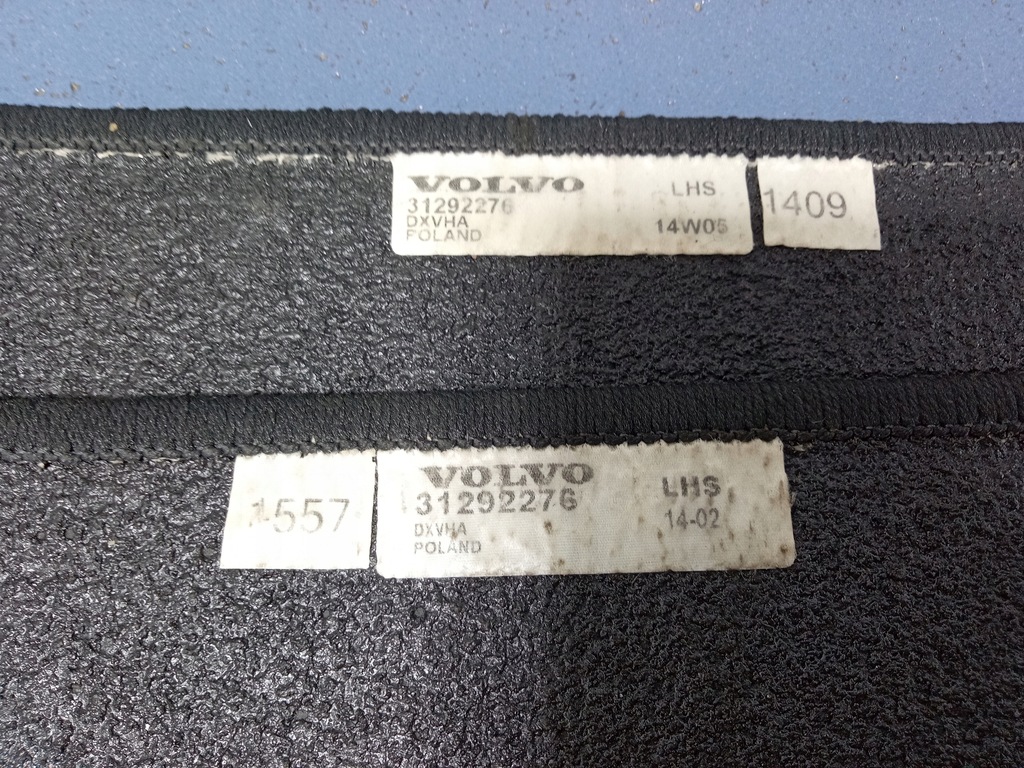 VOLVO LHS
31292276
DXVHA
POLAND 14W05
1409
1557
VOLVO
31292276 LHS
DXVHA 14-02
POLAND